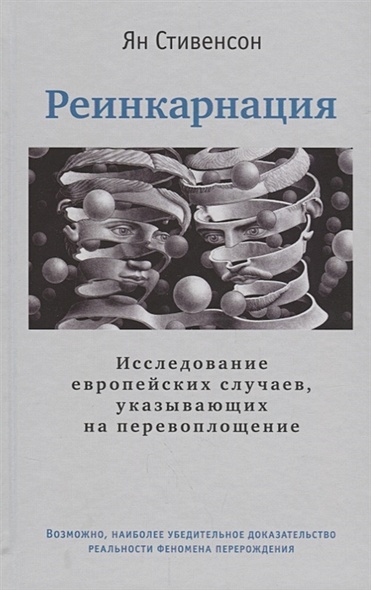 Ян Стивенсон
Реинкарнация
Исследование
европейских случаев,
указывающих
на перевоплощение
Возможно, наиболее убедительное доказательство
реальности феномена перерождения